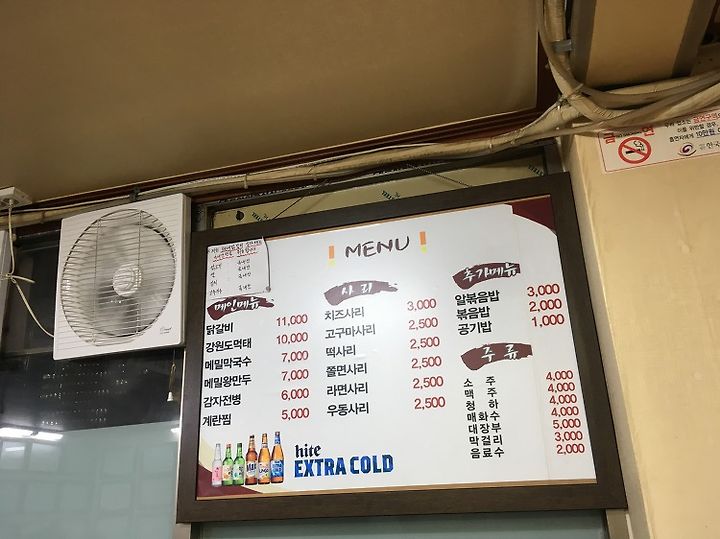 MENU
메인메뉴
닭갈비 11,000
강원도먹태 10,000
메밀막국수 7,000
메밀왕만두 7,000
감자전병 6,000
계란찜 5,000
사리
치즈사리 3,000
고구마사리 2,500
떡사리 2,500
쫄면사리 2,500
라면사리 2,500
우동사리 2,500
추가메뉴
알볶음밥 3,000
볶음밥 2,000
공기밥 1,000
주류
소주 4,000
맥주 4,000
청하 4,000
매화수 4,000
대장부 5,000
막걸리 3,000
음료수 2,000
hite
EXTRA COLD
금연